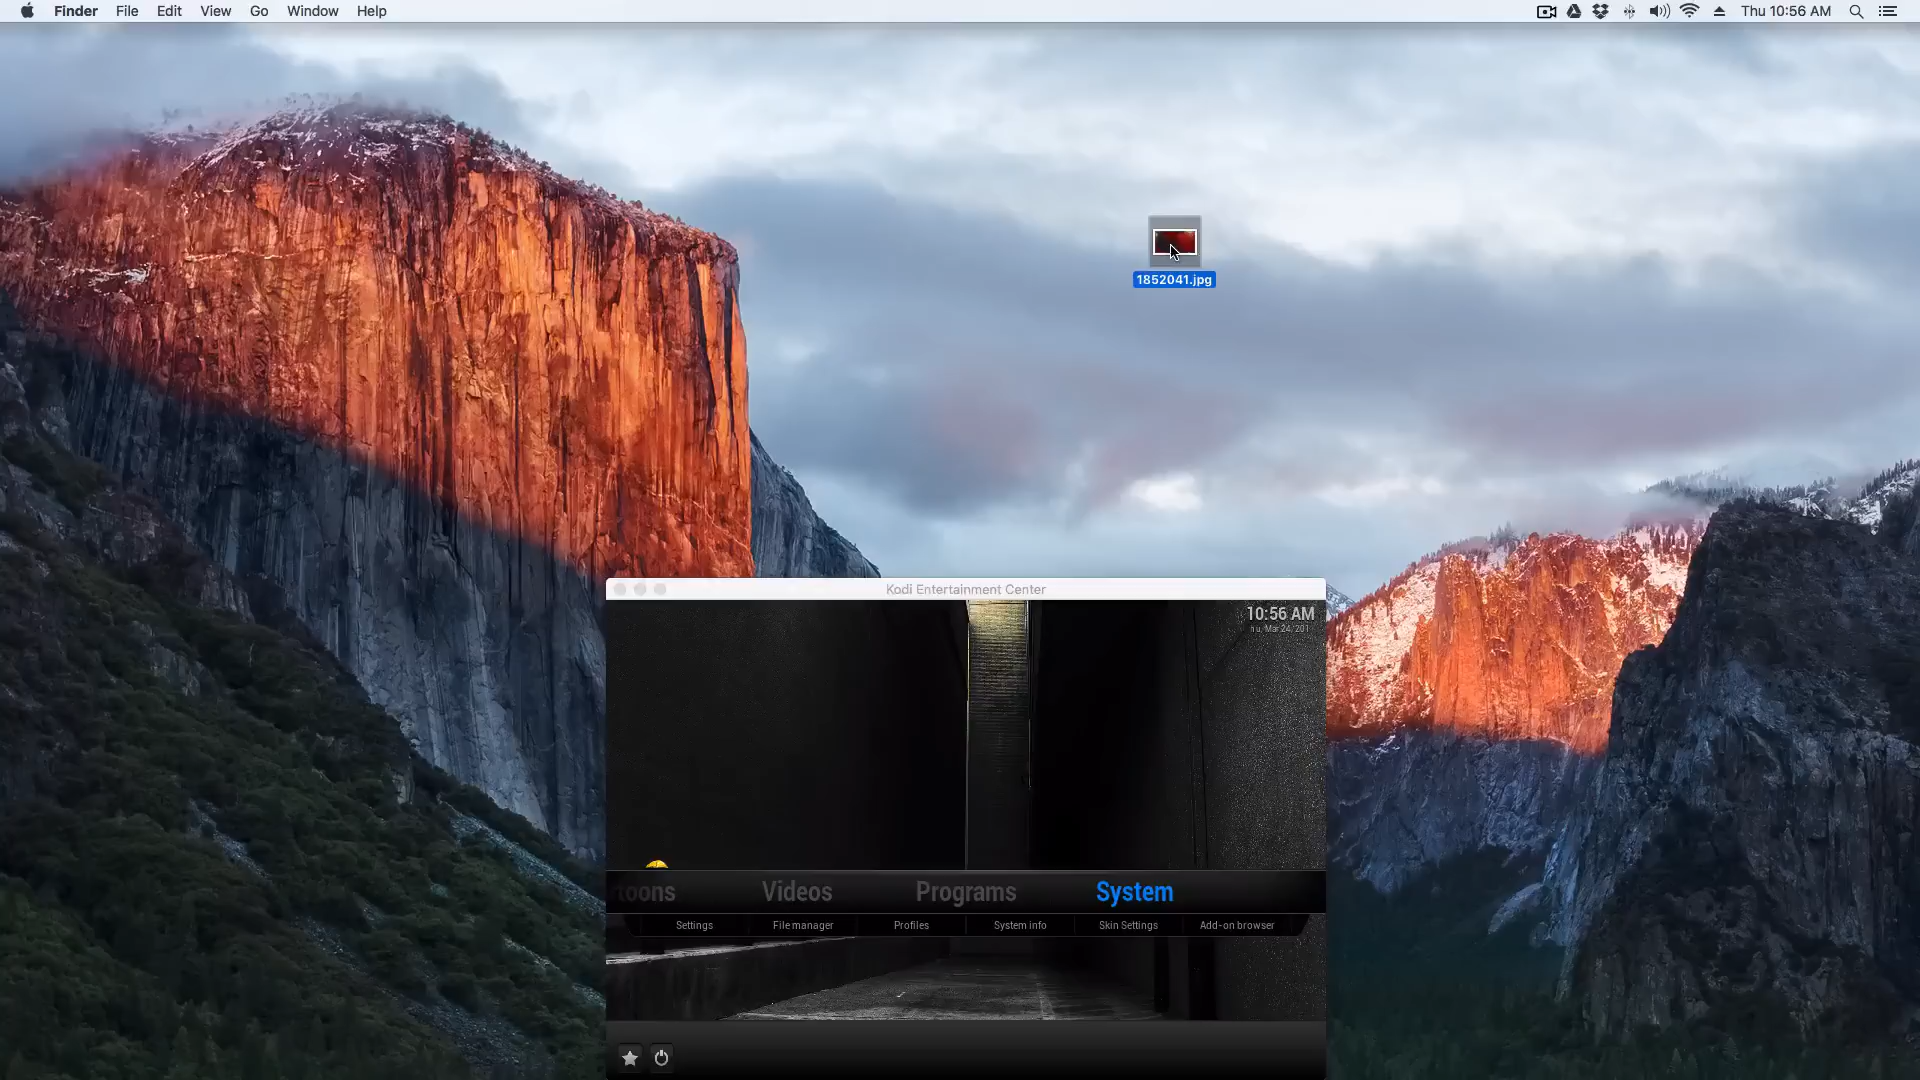 Finder File Edit View Go Window Help Thu 10:56 AM
1852041.jpg
Kodi Entertainment Center
10:56 AM
toons Videos Programs System
Settings File manager Profiles System info Skin Settings Add-on browser